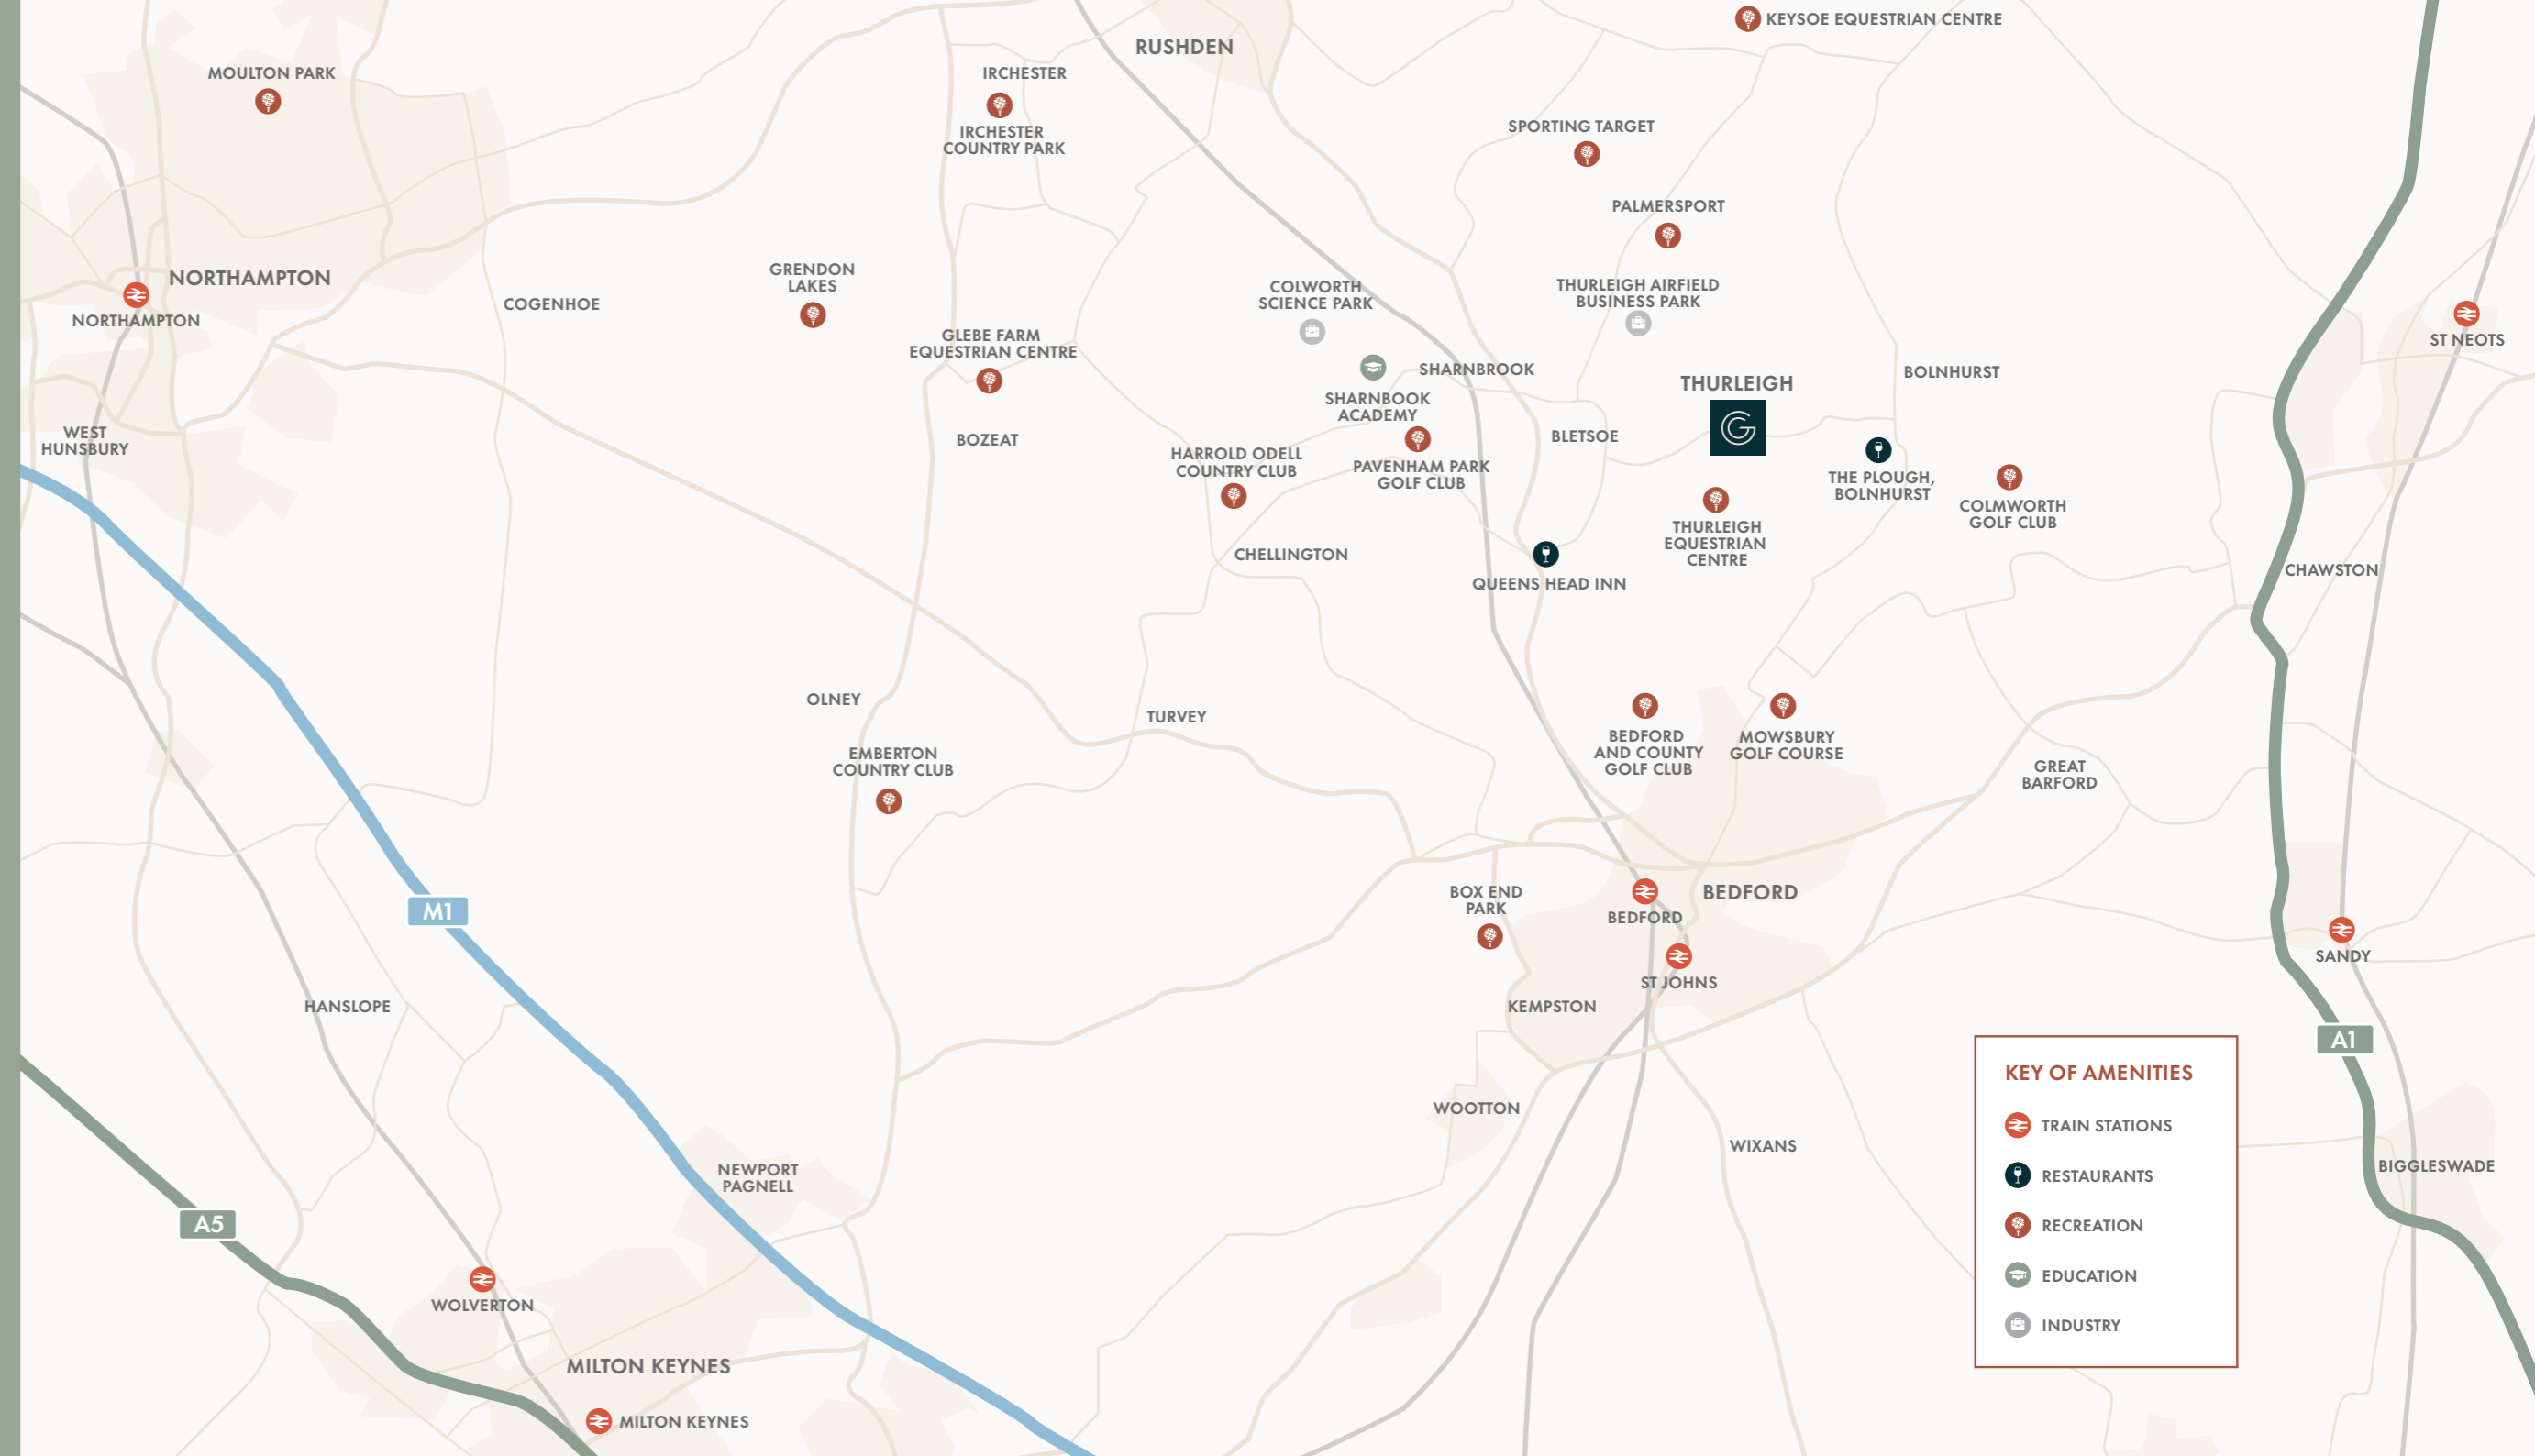 KEYSOE EQUESTRIAN CENTRE
RUSHDEN
MOULTON PARK
IRCHESTER
IRCHESTER
COUNTRY PARK
SPORTING TARGET
PALMERSPORT
NORTHAMPTON
NORTHAMPTON
COGENHOE
GRENDON
LAKES
GLEBE FARM
EQUESTRIAN CENTRE
COLWORTH
SCIENCE PARK
THURLEIGH AIRFIELD
BUSINESS PARK
ST NEOTS
SHARNBROOK
SHARNBOOK
ACADEMY
THURLEIGH
G
BOLNHURST
WEST
HUNSBURY
BOZEAT
HARROLD ODELL
COUNTRY CLUB
PAVENHAM PARK
GOLF CLUB
BLETSOE
THE PLOUGH,
BOLNHURST
COLMWORTH
GOLF CLUB
THURLEIGH
EQUESTRIAN
CENTRE
CHELLINGTON
QUEENS HEAD INN
CHAWSTON
OLNEY
TURVEY
EMBERTON
COUNTRY CLUB
BEDFORD
AND COUNTY
GOLF CLUB
MOWSBURY
GOLF COURSE
GREAT
BARFORD
M1
BOX END
PARK
BEDFORD
BEDFORD
ST JOHNS
SANDY
HANSLOPE
KEMPSTON
A1
WOOTTON
WIXANS
BIGGLESWADE
NEWPORT
PAGNELL
A5
WOLVERTON
MILTON KEYNES
MILTON KEYNES
KEY OF AMENITIES
TRAIN STATIONS
RESTAURANTS
RECREATION
EDUCATION
INDUSTRY